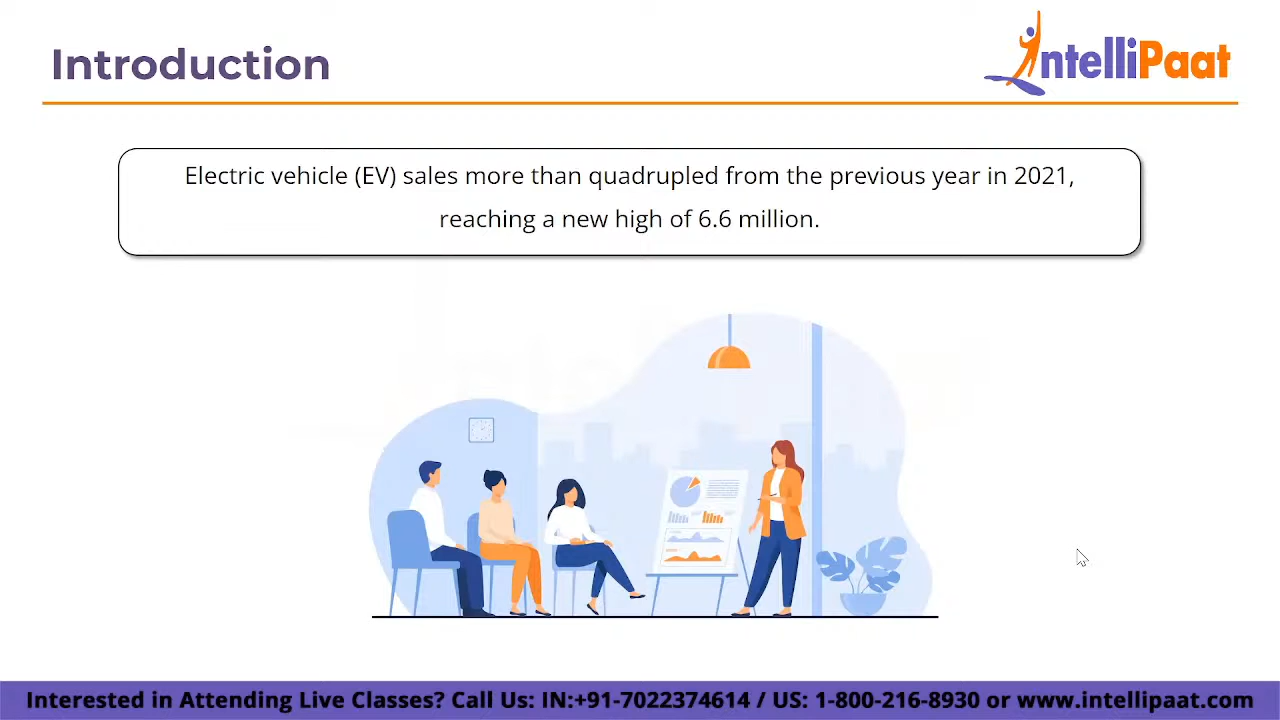 Introduction
IntelliPaat
Electric vehicle (EV) sales more than quadrupled from the previous year in 2021,
reaching a new high of 6.6 million.
Interested in Attending Live Classes? Call Us: IN:+91-7022374614 / US: 1-800-216-8930 or www.intellipaat.com